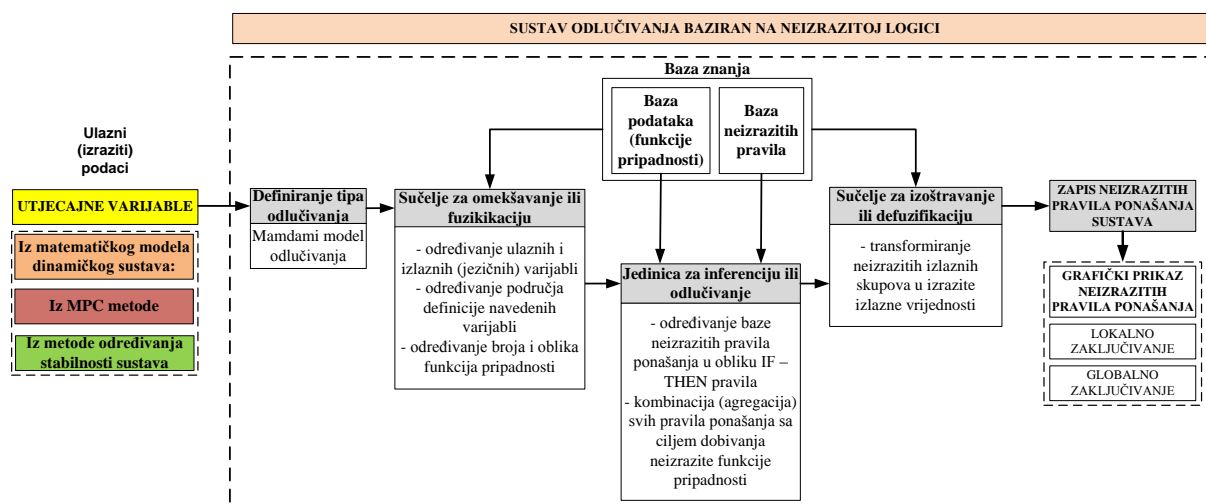 SUSTAV ODLUČIVANJA BAZIRAN NA NEIZRAZITOJ LOGICI
Ulazni
(izraziti)
podaci
UTJECAJNE VARIJABLE
Iz matematičkog modela
dinamičkog sustava:
Iz MPC metode
Iz metode određivanja
stabilnosti sustava
Definiranje tipa
odlučivanja
Mamdami model
odlučivanja
Sučelje za omekšavanje ili
fuzikikaciju
- određivanje ulaznih i
izlaznih (jezičnih) varijabli
- određivanje područja
definicije navedenih
varijabli
- određivanje broja i oblika
funkcija pripadnosti
Baza znanja
Baza
podataka
(funkcije
pripadnosti)
Baza
neizrazitih
pravila
Jedinica za inferenciju ili
odlučivanje
- određivanje baze
neizrazitih pravila
ponašanja u obliku IF –
THEN pravila
- kombinacija (agregacija)
svih pravila ponašanja sa
ciljem dobivanja
neizrazite funkcije
pripadnosti
Sučelje za izoštravanje
ili defuzifikaciju
- transformiranje
neizrazitih izlaznih
skupova u izrazite
izlazne vrijednosti
ZAPIS NEIZRAZITIH
PRAVILA PONAŠANJA
SUSTAVA
GRAFIČKI PRIKAZ
NEIZRAZITIH
PRAVILA PONAŠANJA
LOKALNO
ZAKLJUČIVANJE
GLOBALNO
ZAKLJUČIVANJE